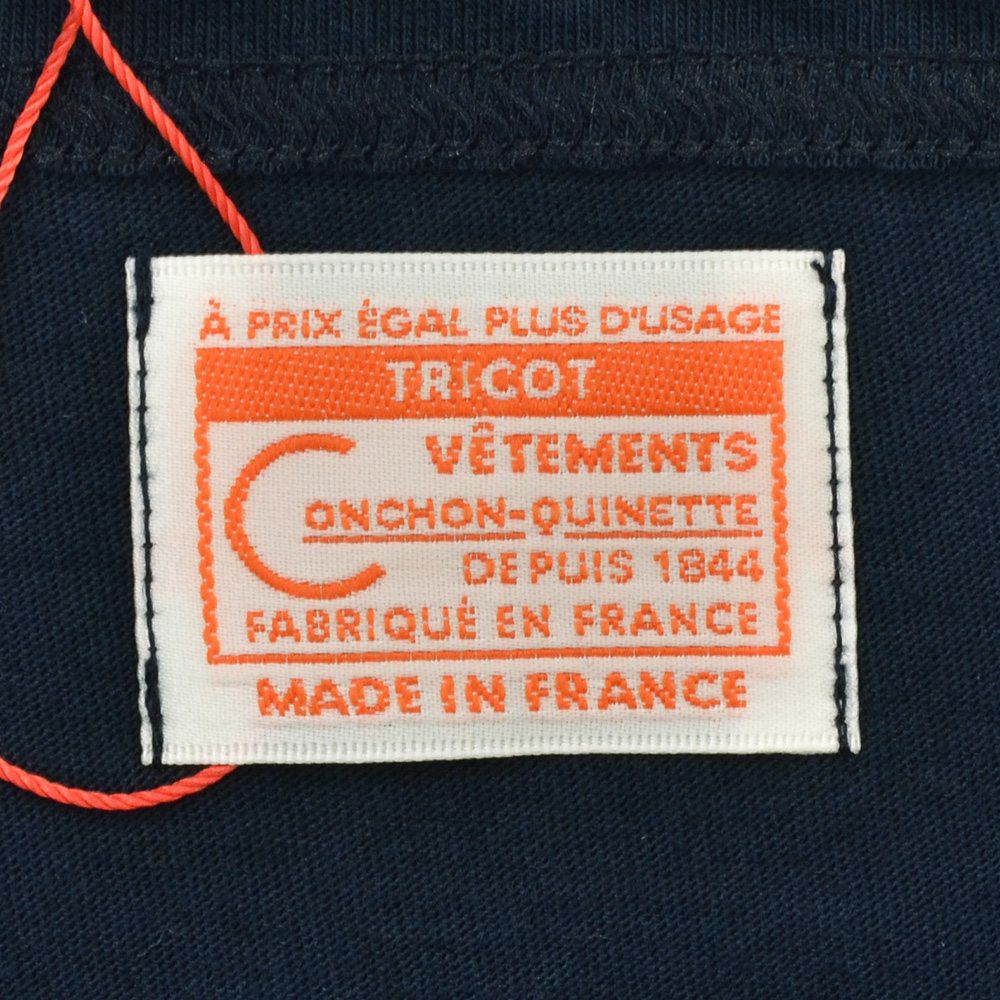 À PRIX ÉGAL PLUS D'USAGE
TRICOT
VÊTEMENTS
CONCHON-QUINETTE
DEPUIS 1844
FABRIQUÉ EN FRANCE
MADE IN FRANCE